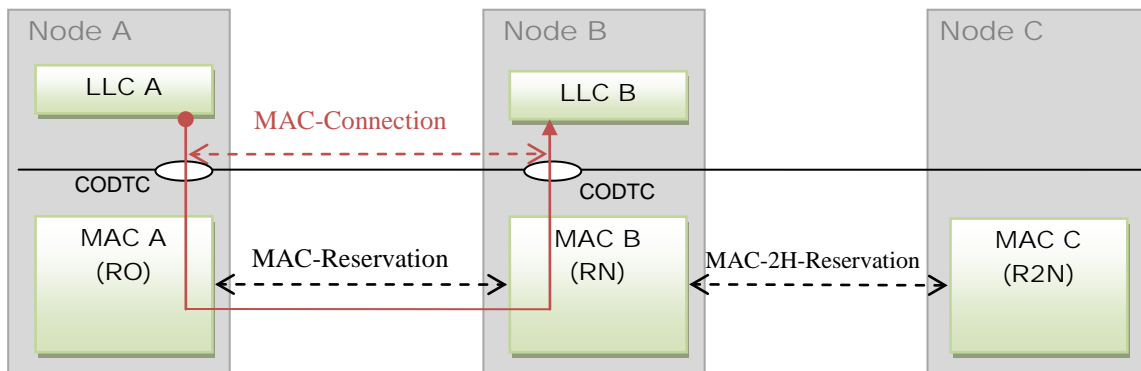 Node A
Node B
Node C
LLC A
LLC B
MAC-Connection
CODTC
CODTC
MAC A
(RO)
MAC-Reservation
MAC B
(RN)
MAC-2H-Reservation
MAC C
(R2N)